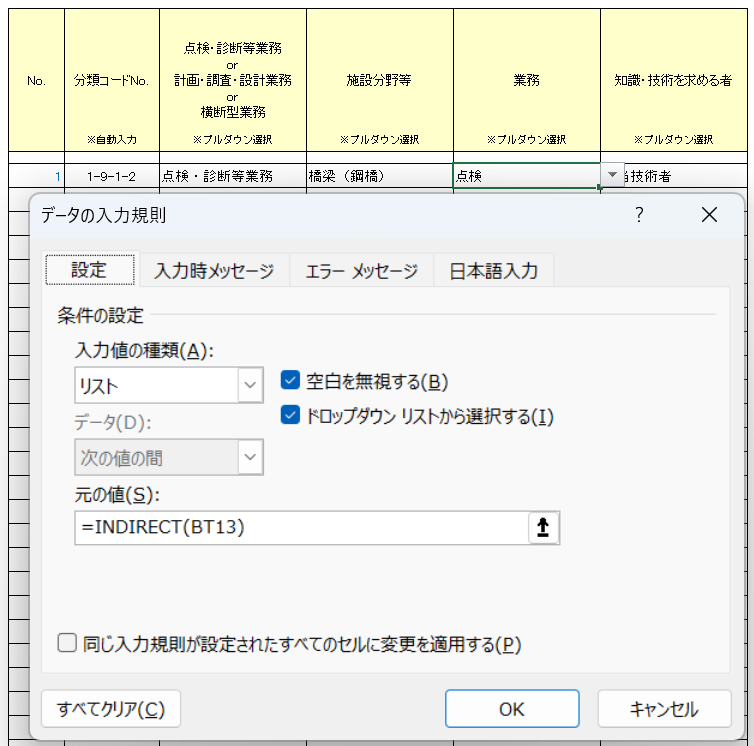 No.
分類コードNo.
※自動入力
点検・診断等業務
or
計画・調査・設計業務
or
横断型業務
※プルダウン選択
施設分野等
※プルダウン選択
業務
※プルダウン選択
知識・技術を求める者
※プルダウン選択
1
1-9-1-2
点検・診断等業務
橋梁（鋼橋）
点検
技術者
データの入力規則
?
設定
入力時メッセージ
エラー メッセージ
日本語入力
条件の設定
入力値の種類(A):
リスト
空白を無視する(B)
ドロップダウン リストから選択する(I)
データ(D):
次の値の間
元の値(S):
=INDIRECT(BT13)
同じ入力規則が設定されたすべてのセルに変更を適用する(P)
すべてクリア(C)
OK
キャンセル